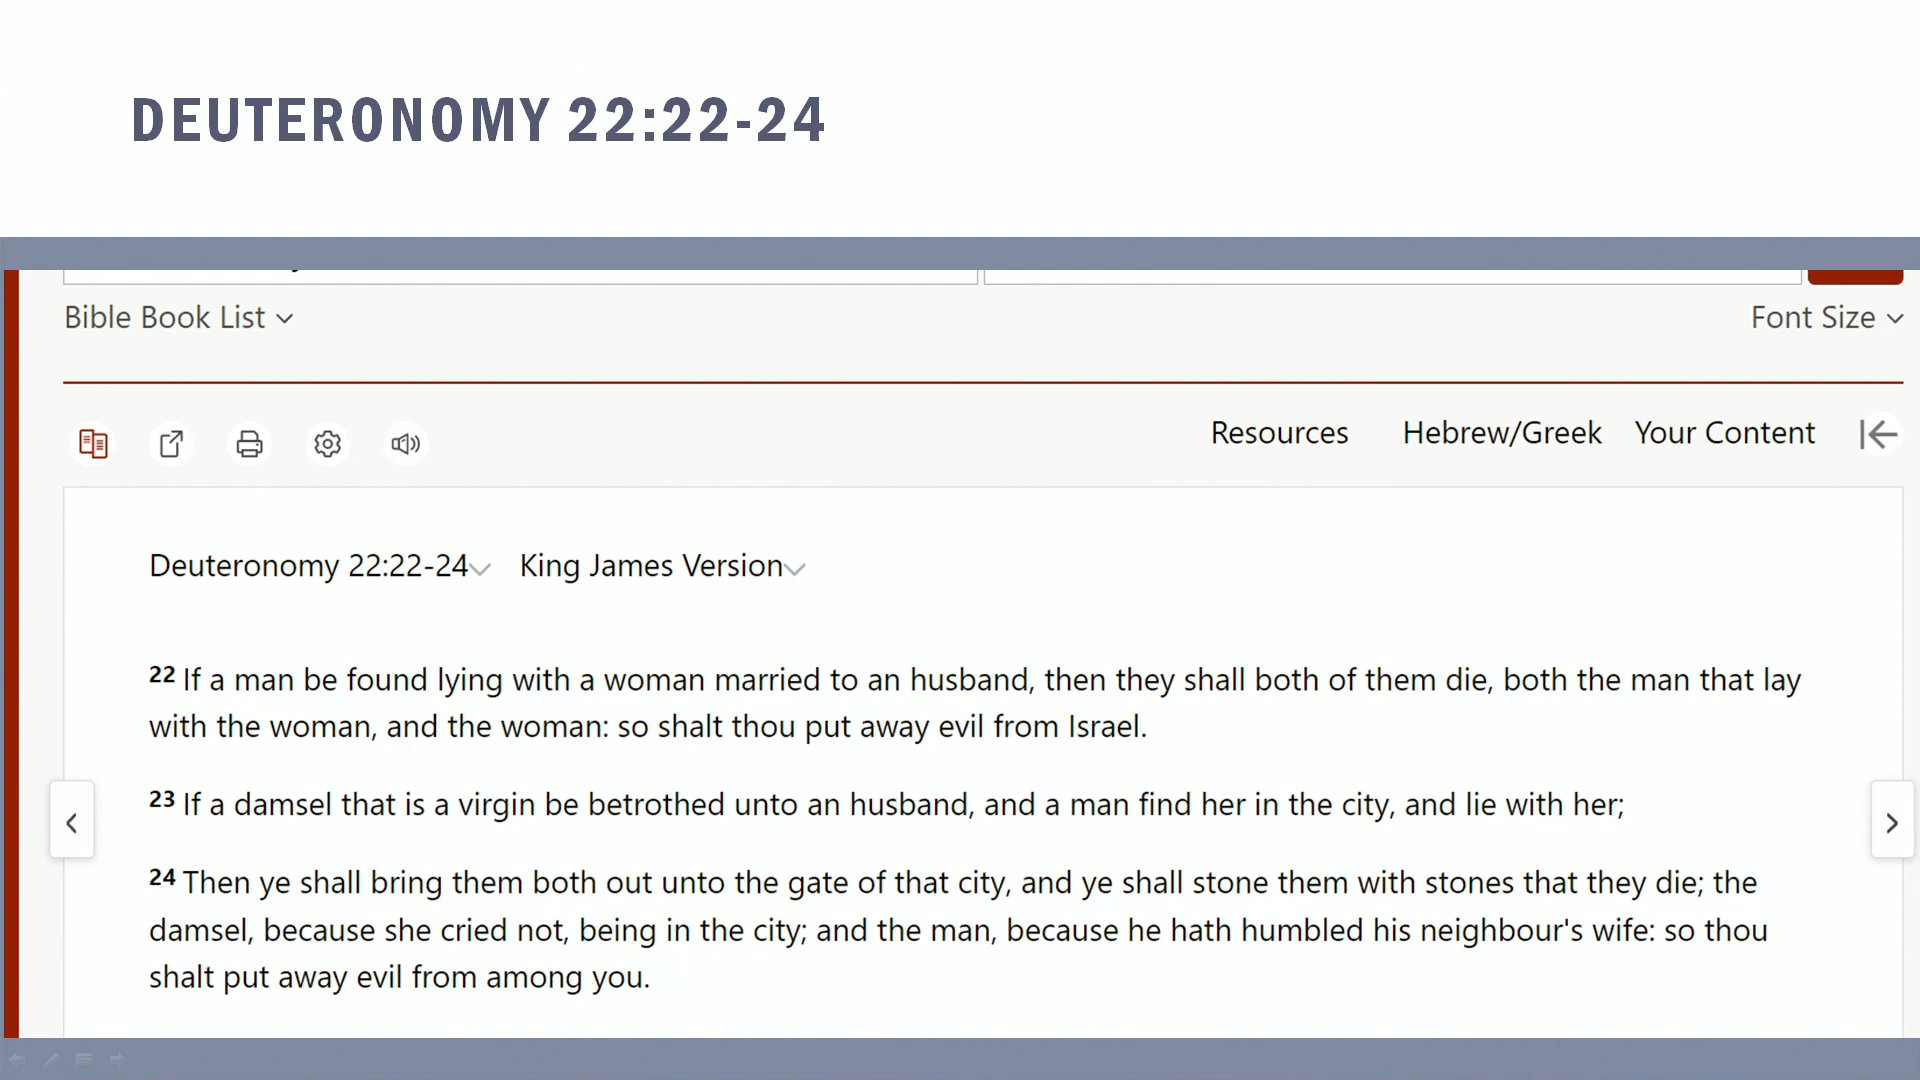 DEUTERONOMY 22:22-24
Bible Book List
Font Size
Resources Hebrew/Greek Your Content
Deuteronomy 22:22-24 King James Version
22 If a man be found lying with a woman married to an husband, then they shall both of them die, both the man that lay
with the woman, and the woman: so shalt thou put away evil from Israel.
23 If a damsel that is a virgin be betrothed unto an husband, and a man find her in the city, and lie with her;
24 Then ye shall bring them both out unto the gate of that city, and ye shall stone them with stones that they die; the
damsel, because she cried not, being in the city; and the man, because he hath humbled his neighbour's wife: so thou
shalt put away evil from among you.